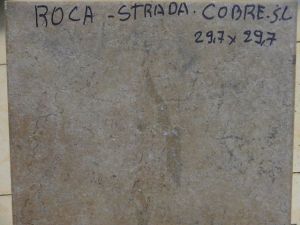 ROCA - STRADA. COBRE. SL
29,7 x 29,7